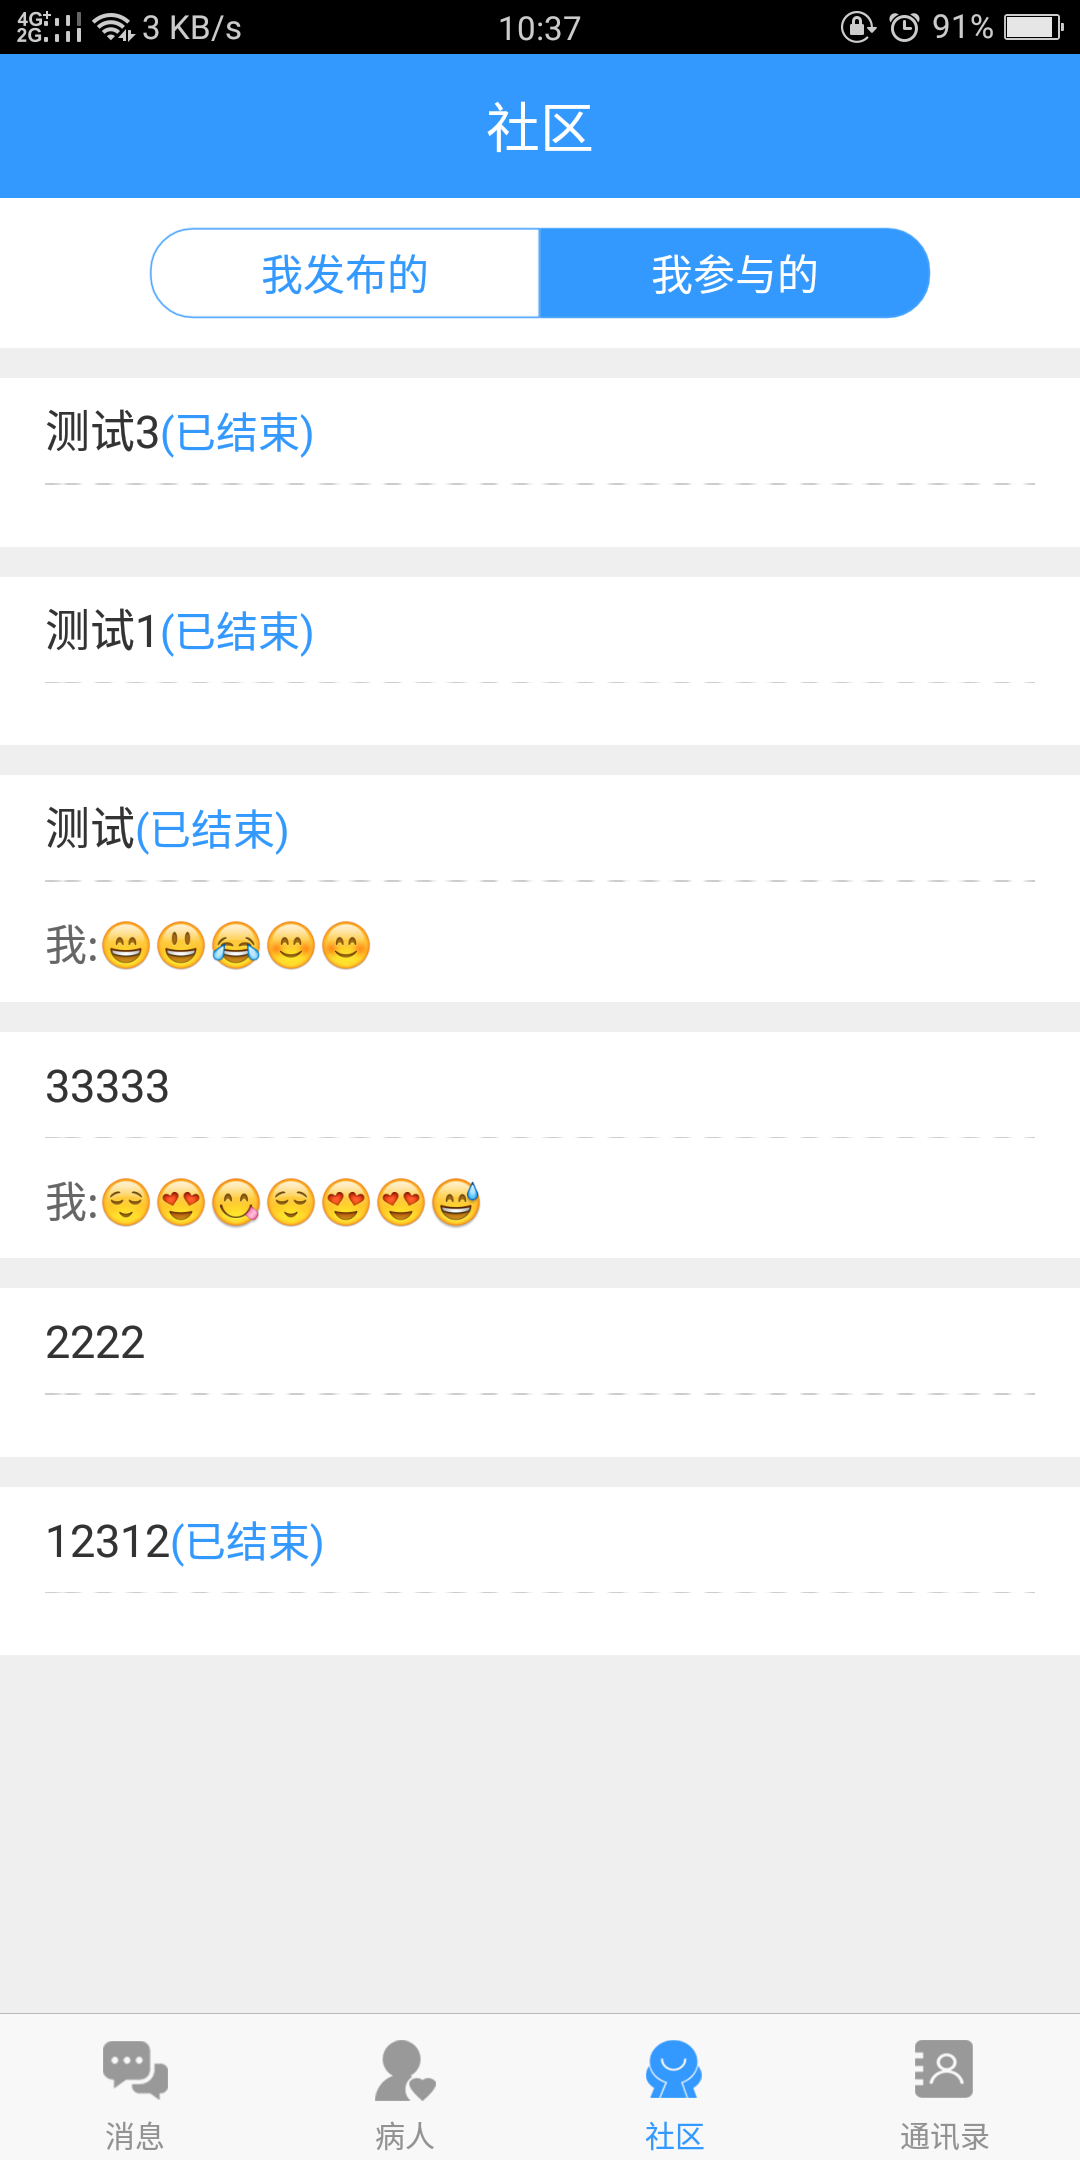 4G+ 2G 3 KB/s 10:37 91%
社区
我发布的 我参与的
测试3(已结束)
测试1(已结束)
测试(已结束)
我:😄😃😂😊😊
33333
我:😌😍😋😌😍😍😅
2222
12312(已结束)
消息 病人 社区 通讯录